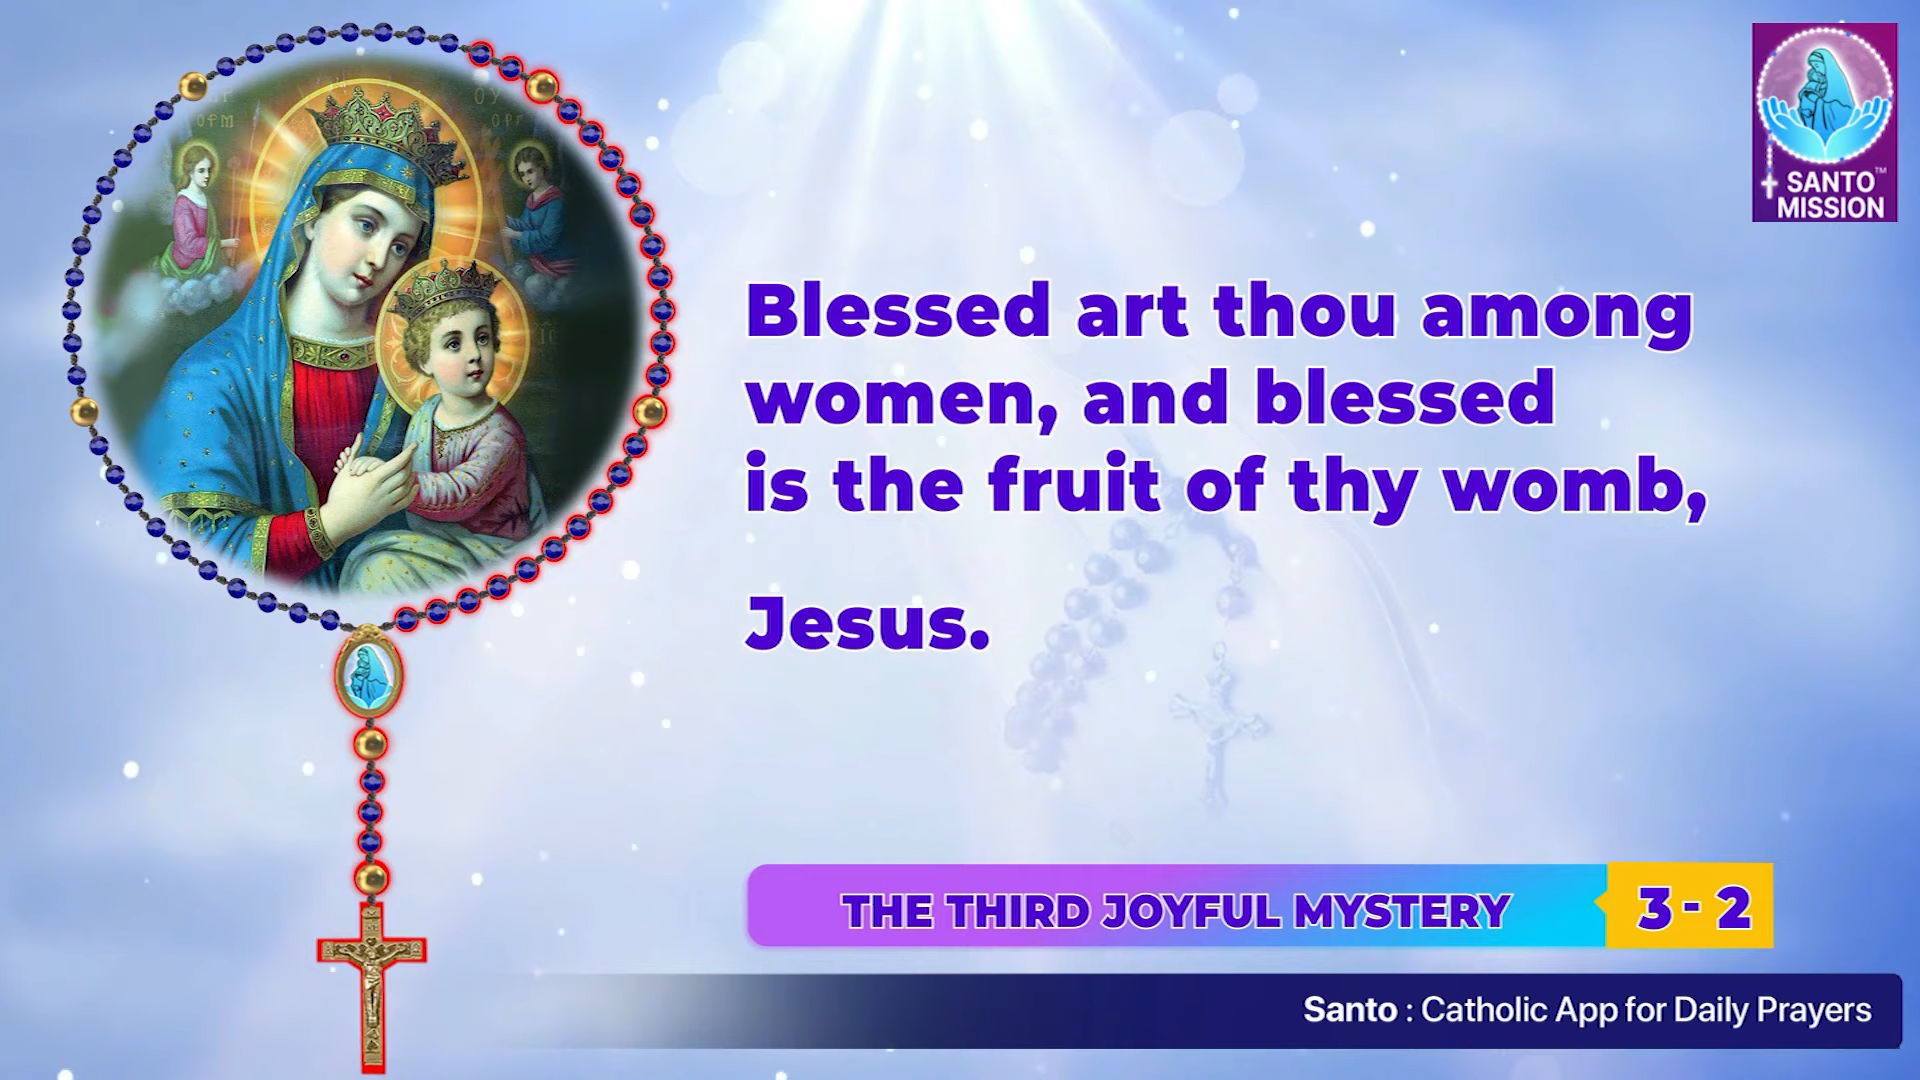 SANTO™
MISSION
Blessed art thou among
women, and blessed
is the fruit of thy womb,
Jesus.
THE THIRD JOYFUL MYSTERY
3 - 2
Santo : Catholic App for Daily Prayers